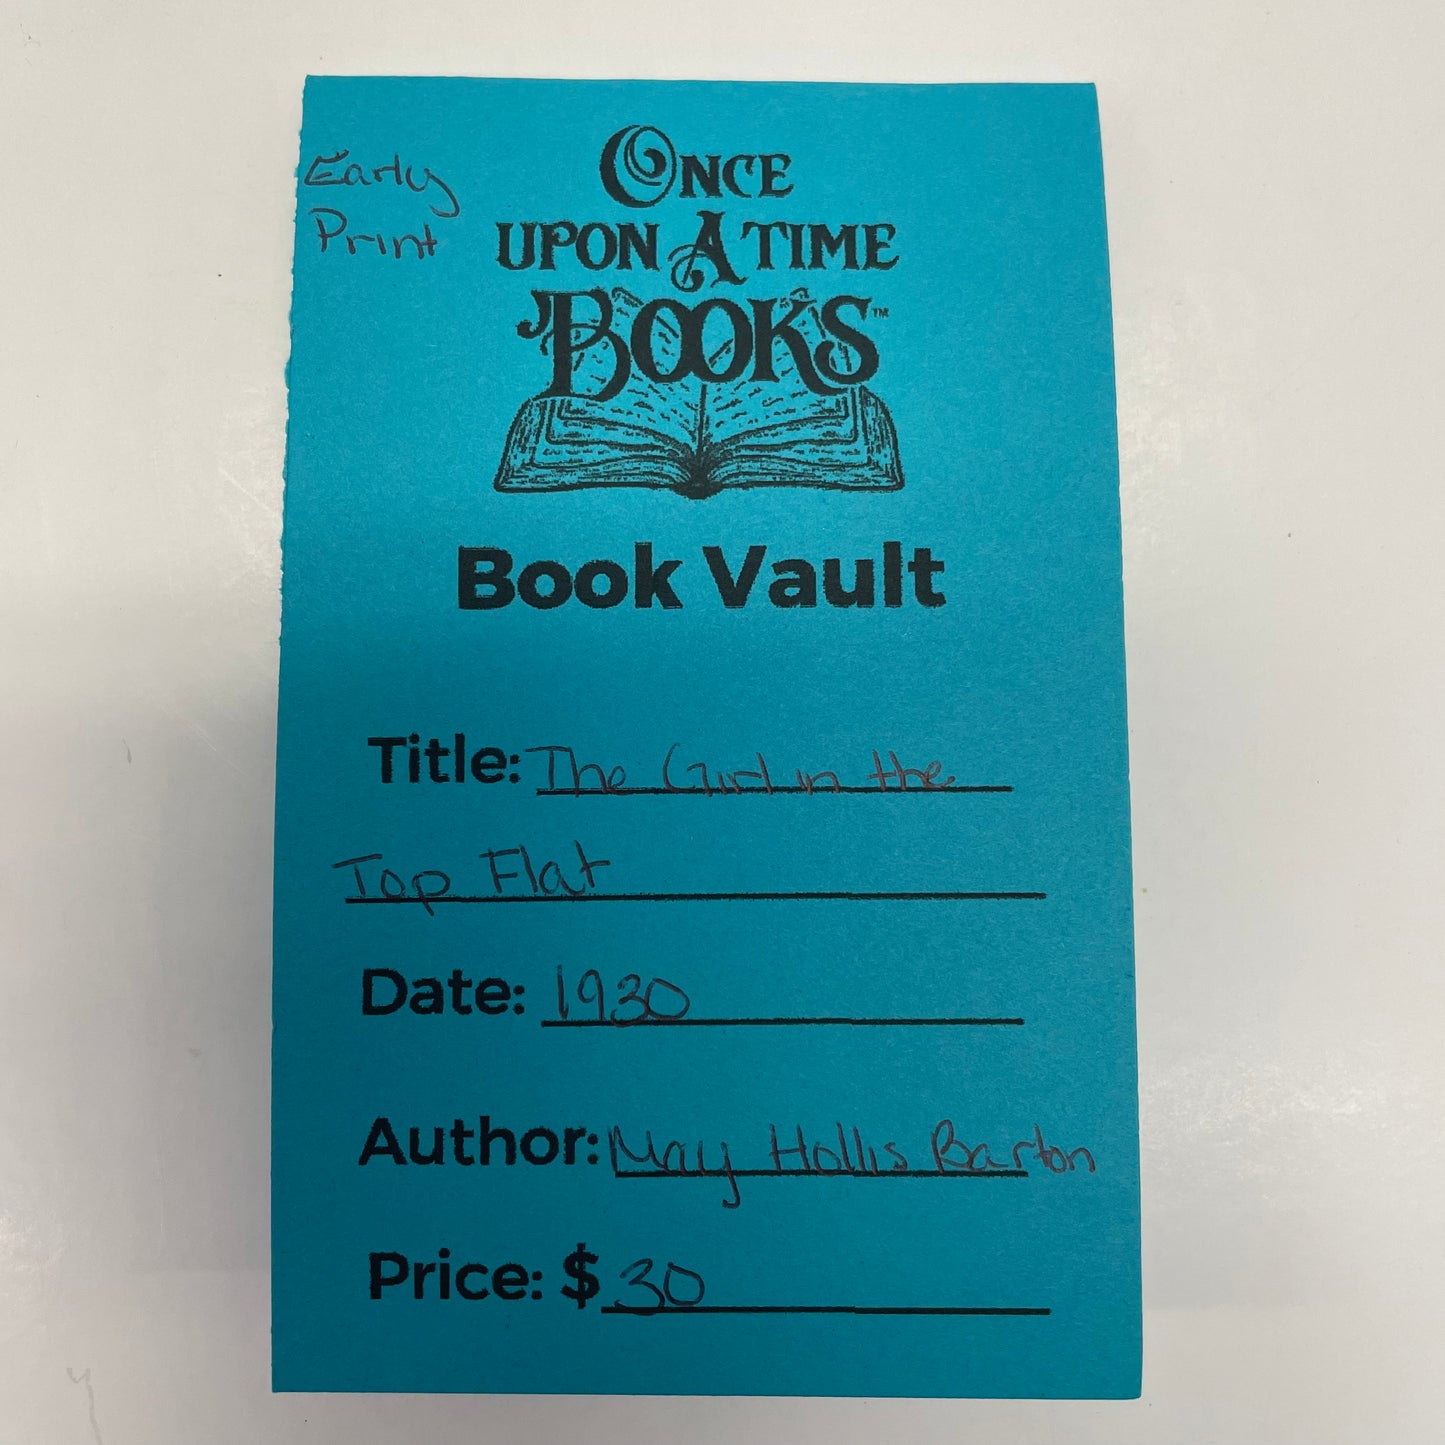 Early
Print
ONCE
UPON A TIME
BOOKS™
Book Vault
Title: The Girl in the
Top Flat
Date: 1930
Author: May Hollis Barton
Price: $30